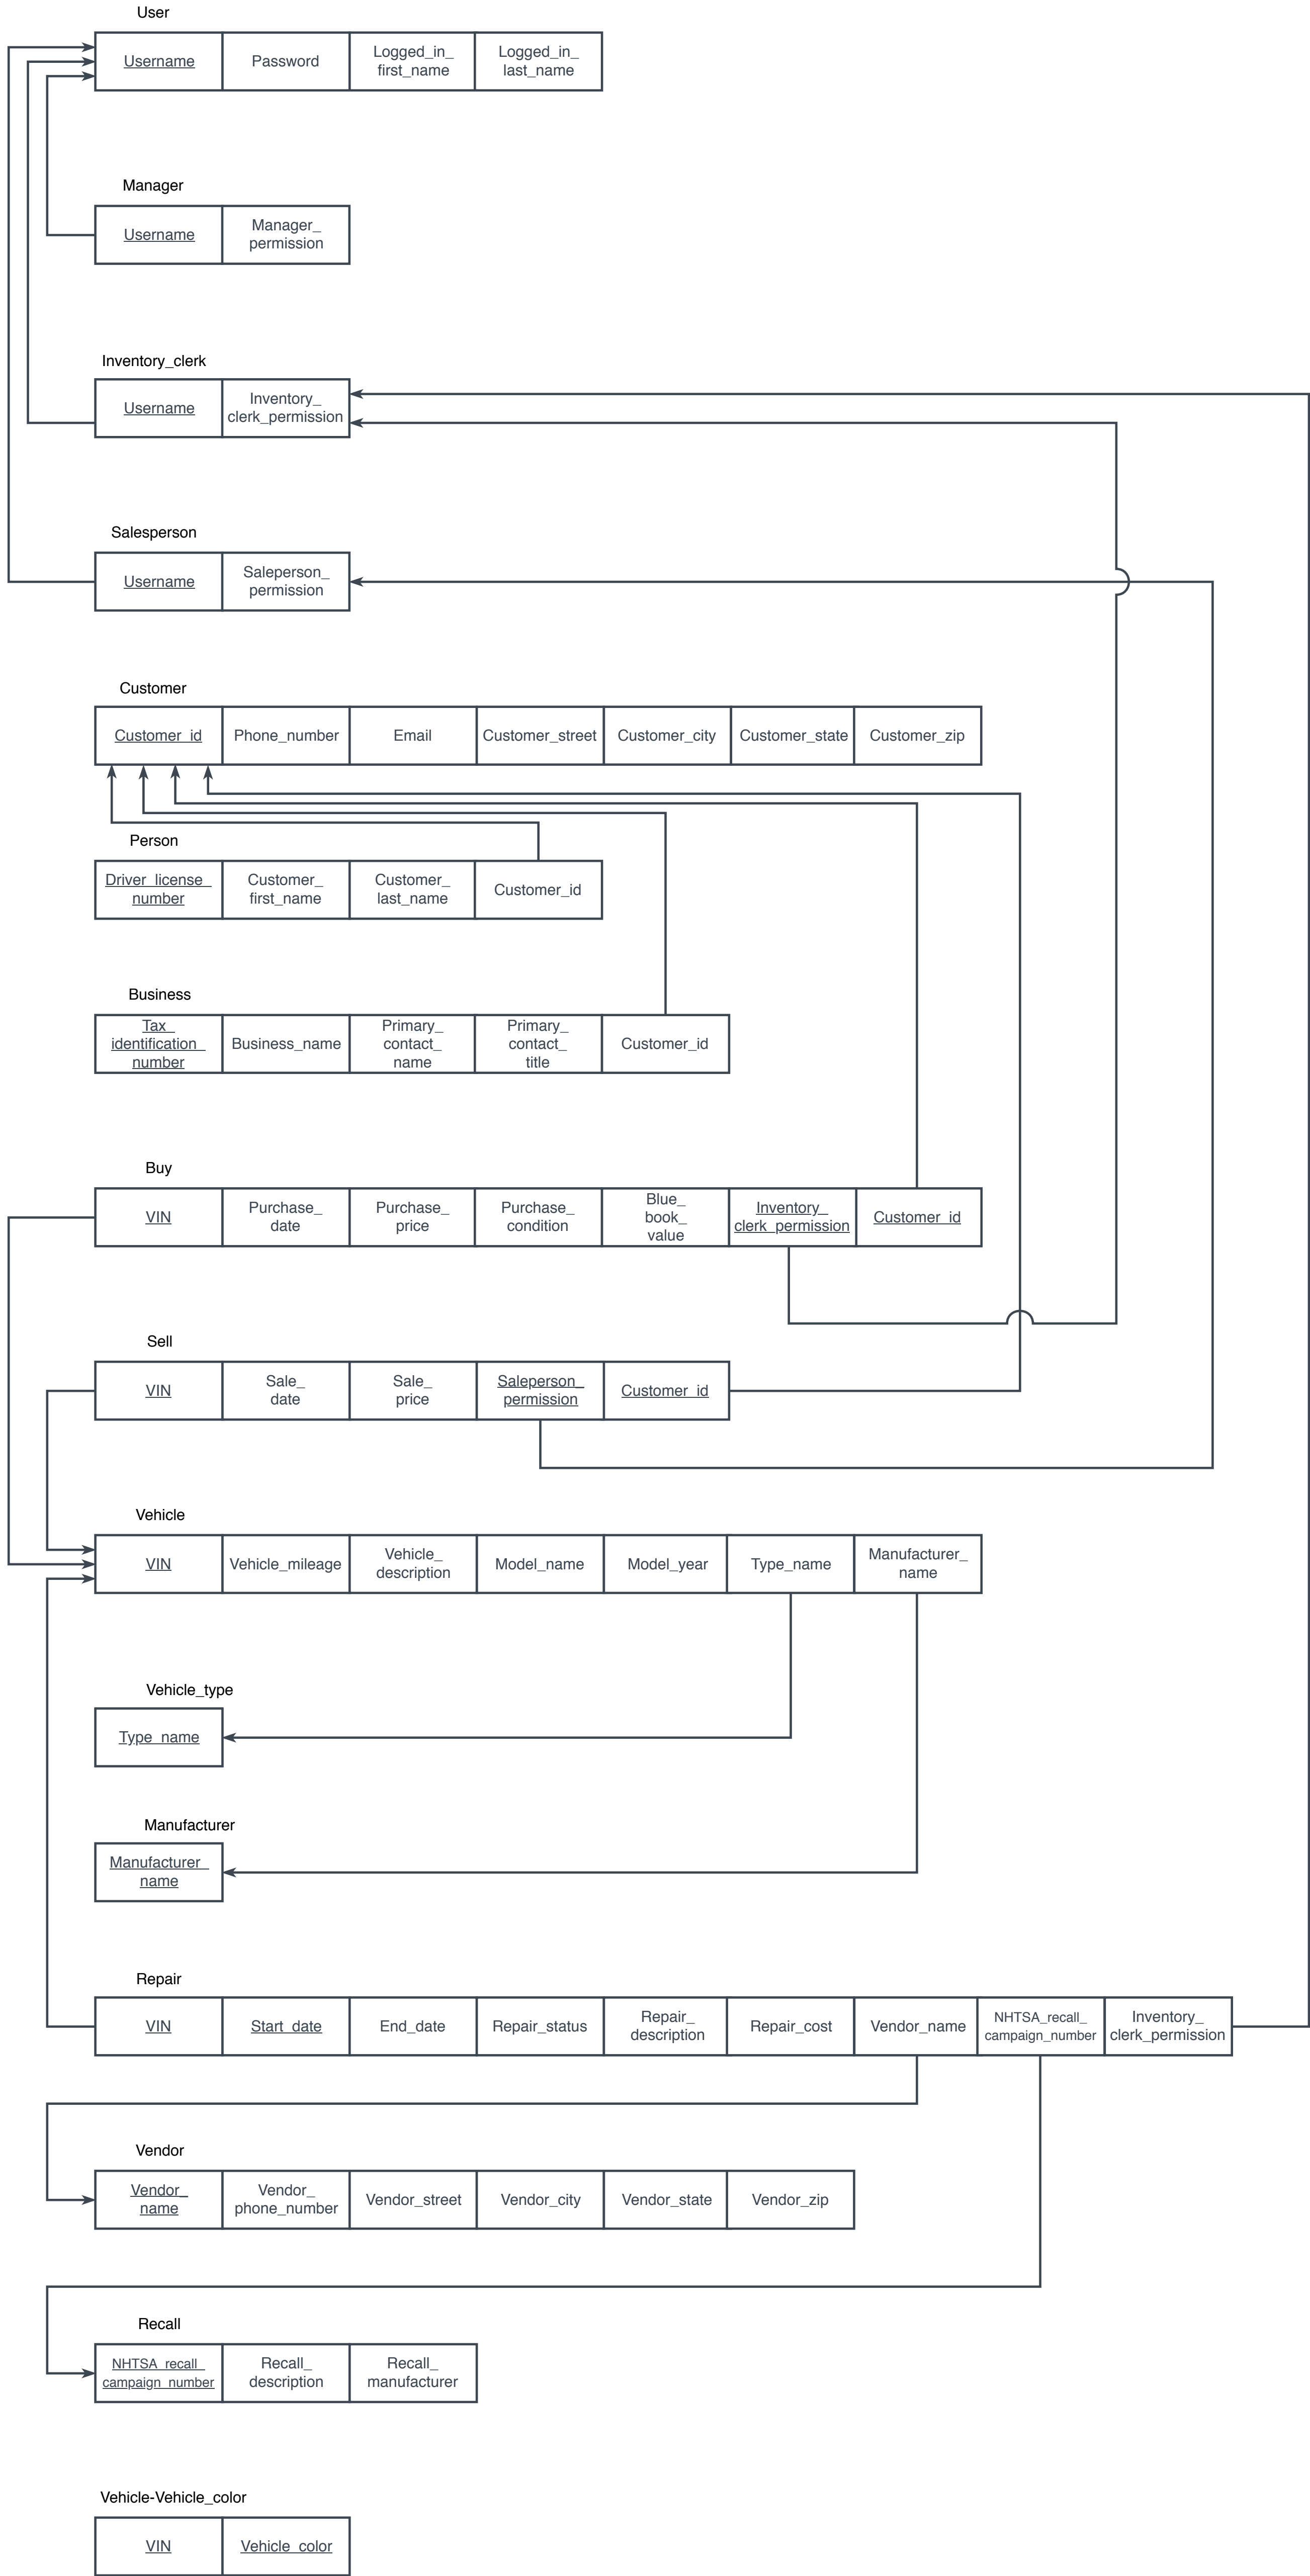 User
Username
Password
Logged_in_
first_name
Logged_in_
last_name
Manager
Username
Manager_
permission
Inventory_clerk
Username
Inventory_
clerk_permission
Salesperson
Username
Saleperson_
permission
Customer
Customer_id
Phone_number
Email
Customer_street
Customer_city
Customer_state
Customer_zip
Person
Driver_license_
number
Customer_
first_name
Customer_
last_name
Customer_id
Business
Tax_
identification_
number
Business_name
Primary_
contact_
name
Primary_
contact_
title
Customer_id
Buy
VIN
Purchase_
date
Purchase_
price
Purchase_
condition
Blue_
book_
value
Inventory_
clerk_permission
Customer_id
Sell
VIN
Sale_
date
Sale_
price
Saleperson_
permission
Customer_id
Vehicle
VIN
Vehicle_mileage
Vehicle_
description
Model_name
Model_year
Type_name
Manufacturer_
name
Vehicle_type
Type_name
Manufacturer
Manufacturer_
name
Repair
VIN
Start_date
End_date
Repair_status
Repair_
description
Repair_cost
Vendor_name
NHTSA_recall_
campaign_number
Inventory_
clerk_permission
Vendor
Vendor_
name
Vendor_
phone_number
Vendor_street
Vendor_city
Vendor_state
Vendor_zip
Recall
NHTSA_recall_
campaign_number
Recall_
description
Recall_
manufacturer
Vehicle-Vehicle_color
VIN
Vehicle_color